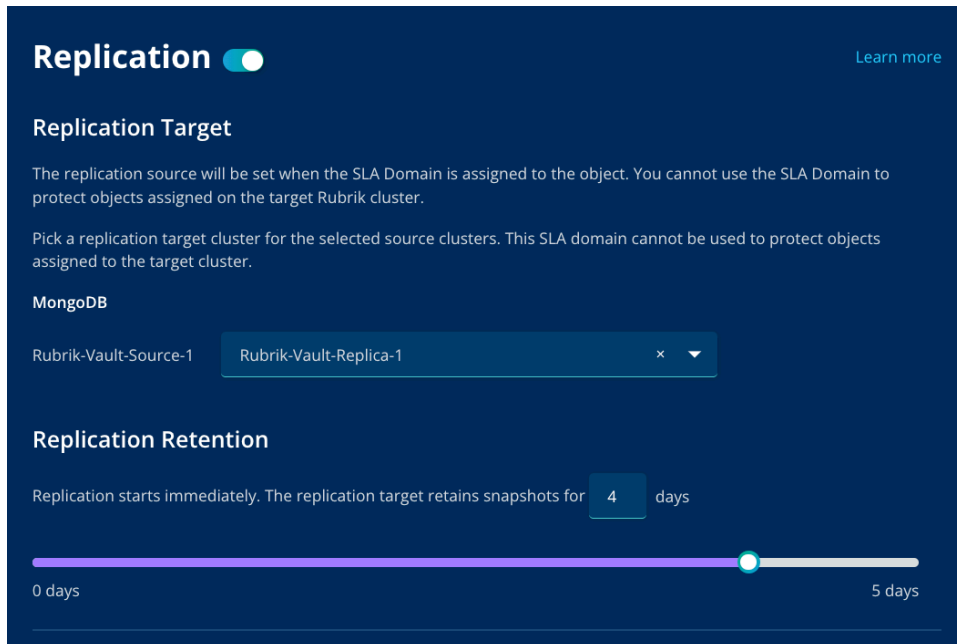 Replication
Learn more
Replication Target
The replication source will be set when the SLA Domain is assigned to the object. You cannot use the SLA Domain to
protect objects assigned on the target Rubrik cluster.
Pick a replication target cluster for the selected source clusters. This SLA domain cannot be used to protect objects
assigned to the target cluster.
MongoDB
Rubrik-Vault-Source-1 Rubrik-Vault-Replica-1 ×
Replication Retention
Replication starts immediately. The replication target retains snapshots for 4 days
0 days 5 days